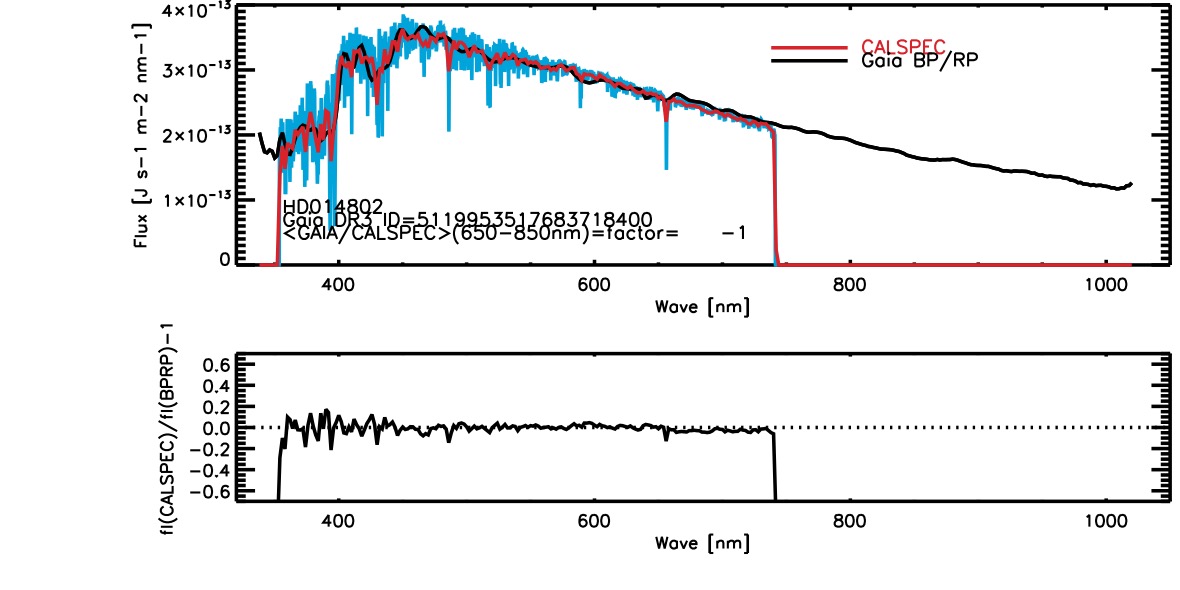 4×10−13
3×10−13
2×10−13
1×10−13
0
Flux [J s−1 m−2 nm−1]
CALSPEC
Gaia BP/RP
HD014802
Gaia DR3 ID=5119953517683718400
<GAIA/CALSPEC>(650−850nm)=factor= −1
400 600 800 1000
Wave [nm]
fl(CALSPEC)/fl(BPRP)−1
0.6
0.4
0.2
0.0
−0.2
−0.4
−0.6
400 600 800 1000
Wave [nm]